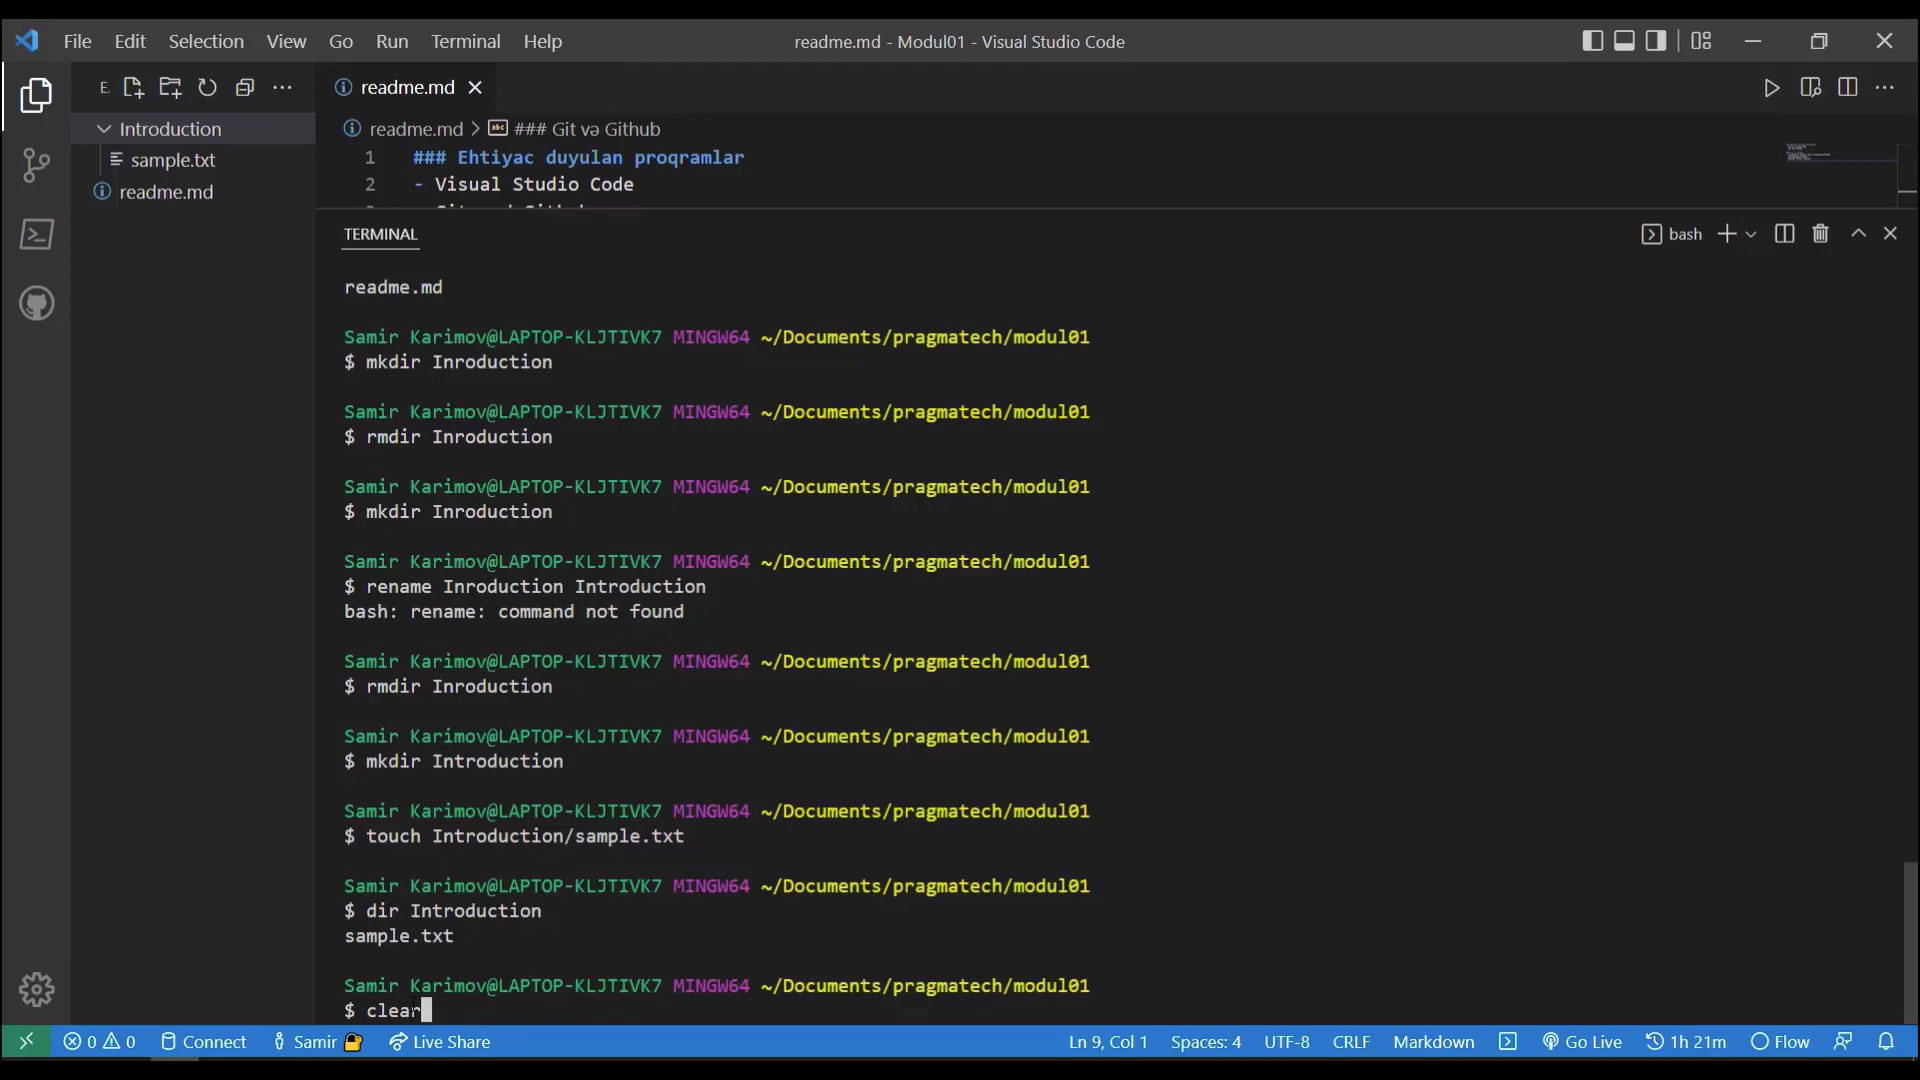 File Edit Selection View Go Run Terminal Help readme.md - Modul01 - Visual Studio Code
E. readme.md
Introduction
sample.txt
readme.md
readme.md > ### Git və Github
1 ### Ehtiyac duyulan proqramlar
2 - Visual Studio Code
TERMINAL
bash
readme.md
Samir Karimov@LAPTOP-KLJTIVK7 MINGW64 ~/Documents/pragmatech/modul01
$ mkdir Inroduction
Samir Karimov@LAPTOP-KLJTIVK7 MINGW64 ~/Documents/pragmatech/modul01
$ rmdir Inroduction
Samir Karimov@LAPTOP-KLJTIVK7 MINGW64 ~/Documents/pragmatech/modul01
$ mkdir Inroduction
Samir Karimov@LAPTOP-KLJTIVK7 MINGW64 ~/Documents/pragmatech/modul01
$ rename Inroduction Introduction
bash: rename: command not found
Samir Karimov@LAPTOP-KLJTIVK7 MINGW64 ~/Documents/pragmatech/modul01
$ rmdir Inroduction
Samir Karimov@LAPTOP-KLJTIVK7 MINGW64 ~/Documents/pragmatech/modul01
$ mkdir Introduction
Samir Karimov@LAPTOP-KLJTIVK7 MINGW64 ~/Documents/pragmatech/modul01
$ touch Introduction/sample.txt
Samir Karimov@LAPTOP-KLJTIVK7 MINGW64 ~/Documents/pragmatech/modul01
$ dir Introduction
sample.txt
Samir Karimov@LAPTOP-KLJTIVK7 MINGW64 ~/Documents/pragmatech/modul01
$ clear
0 0 Connect Samir Live Share Ln 9, Col 1 Spaces: 4 UTF-8 CRLF Markdown Go Live 1h 21m Flow